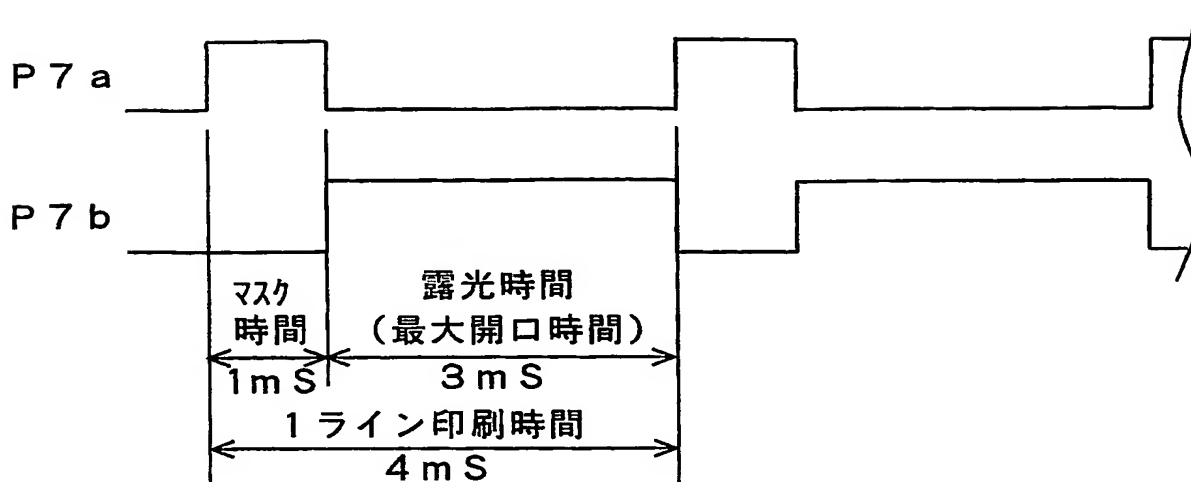 Ｐ７ａ
Ｐ７ｂ
ﾏｽｸ
時間
1ｍＳ
露光時間
（最大開口時間）
３ｍＳ
１ライン印刷時間
４ｍＳ